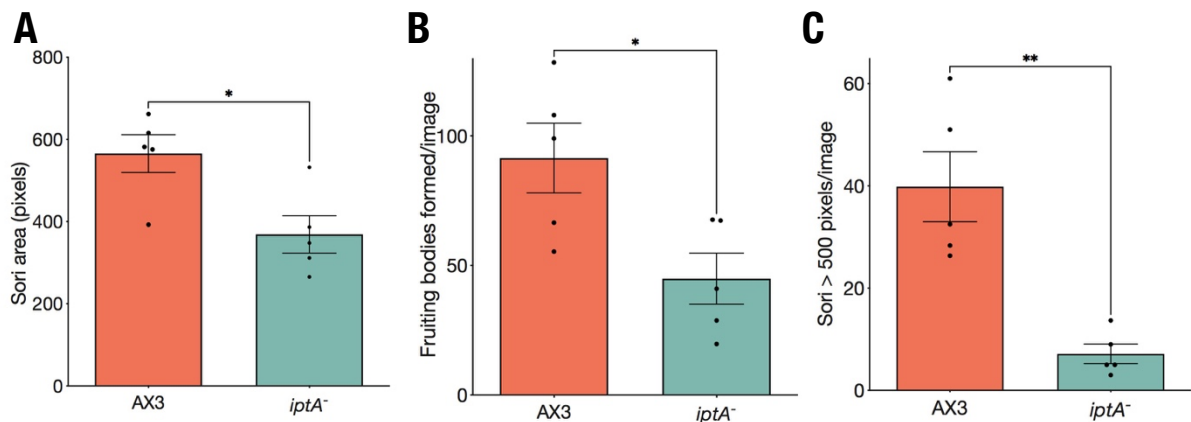 A
Sori area (pixels)
800
600
400
200
0
*
AX3
iptA-
B
Fruiting bodies formed/image
100
50
0
*
AX3
iptA-
C
Sori > 500 pixels/image
60
40
20
0
**
AX3
iptA-